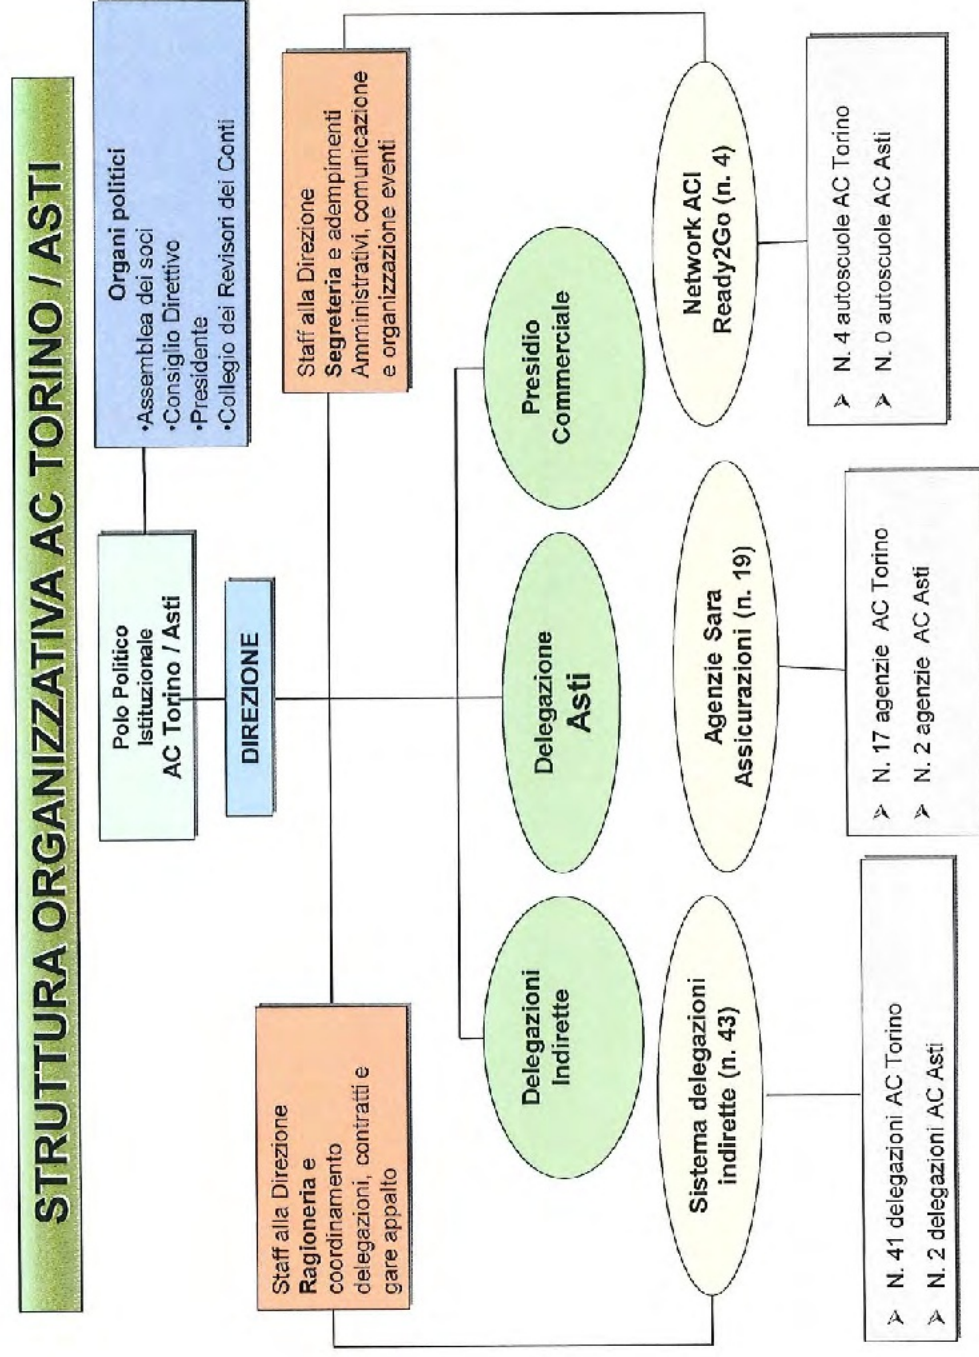 STRUTTURA ORGANIZZATIVA AC TORINO / ASTI
Polo Politico
Istituzionale
AC Torino / Asti
Organi politici
•Assemblea dei soci
•Consiglio Direttivo
•Presidente
•Collegio dei Revisori dei Conti
DIREZIONE
Staff alla Direzione
Ragioneria e
coordinamento
delegazioni, contratti e
gare appalto
Staff alla Direzione
Segreteria e adempimenti
Amministrativi, comunicazione
e organizzazione eventi
Delegazioni
Indirette
Delegazione
Asti
Presidio
Commerciale
Sistema delegazioni
indirette (n. 43)
Agenzie Sara
Assicurazioni (n. 19)
Network ACI
Ready2Go (n. 4)
➢ N. 41 delegazioni AC Torino
➢ N. 2 delegazioni AC Asti
➢ N. 17 agenzie AC Torino
➢ N. 2 agenzie AC Asti
➢ N. 4 autoscuole AC Torino
➢ N. 0 autoscuole AC Asti